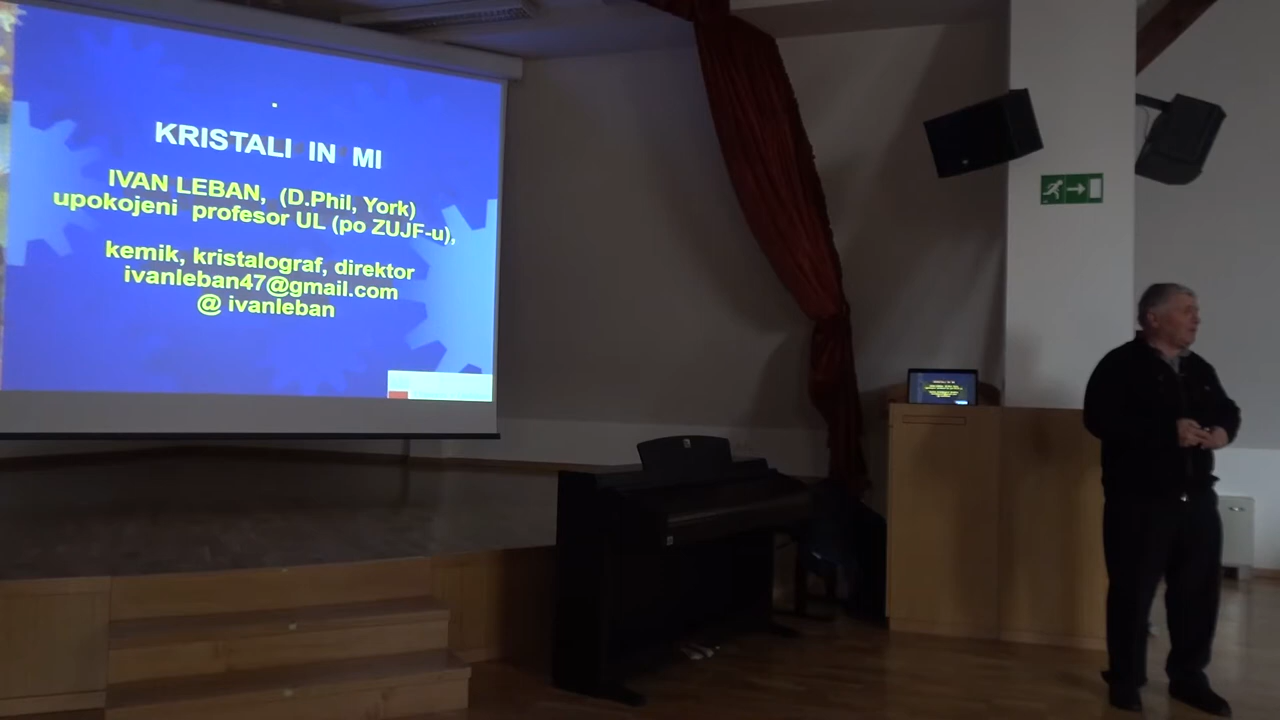 KRISTALI IN MI
IVAN LEBAN, (D.Phil, York)
upokojeni profesor UL (po ZUJF-u),
kemik, kristalograf, direktor
ivanleban47@gmail.com
@ ivanleban